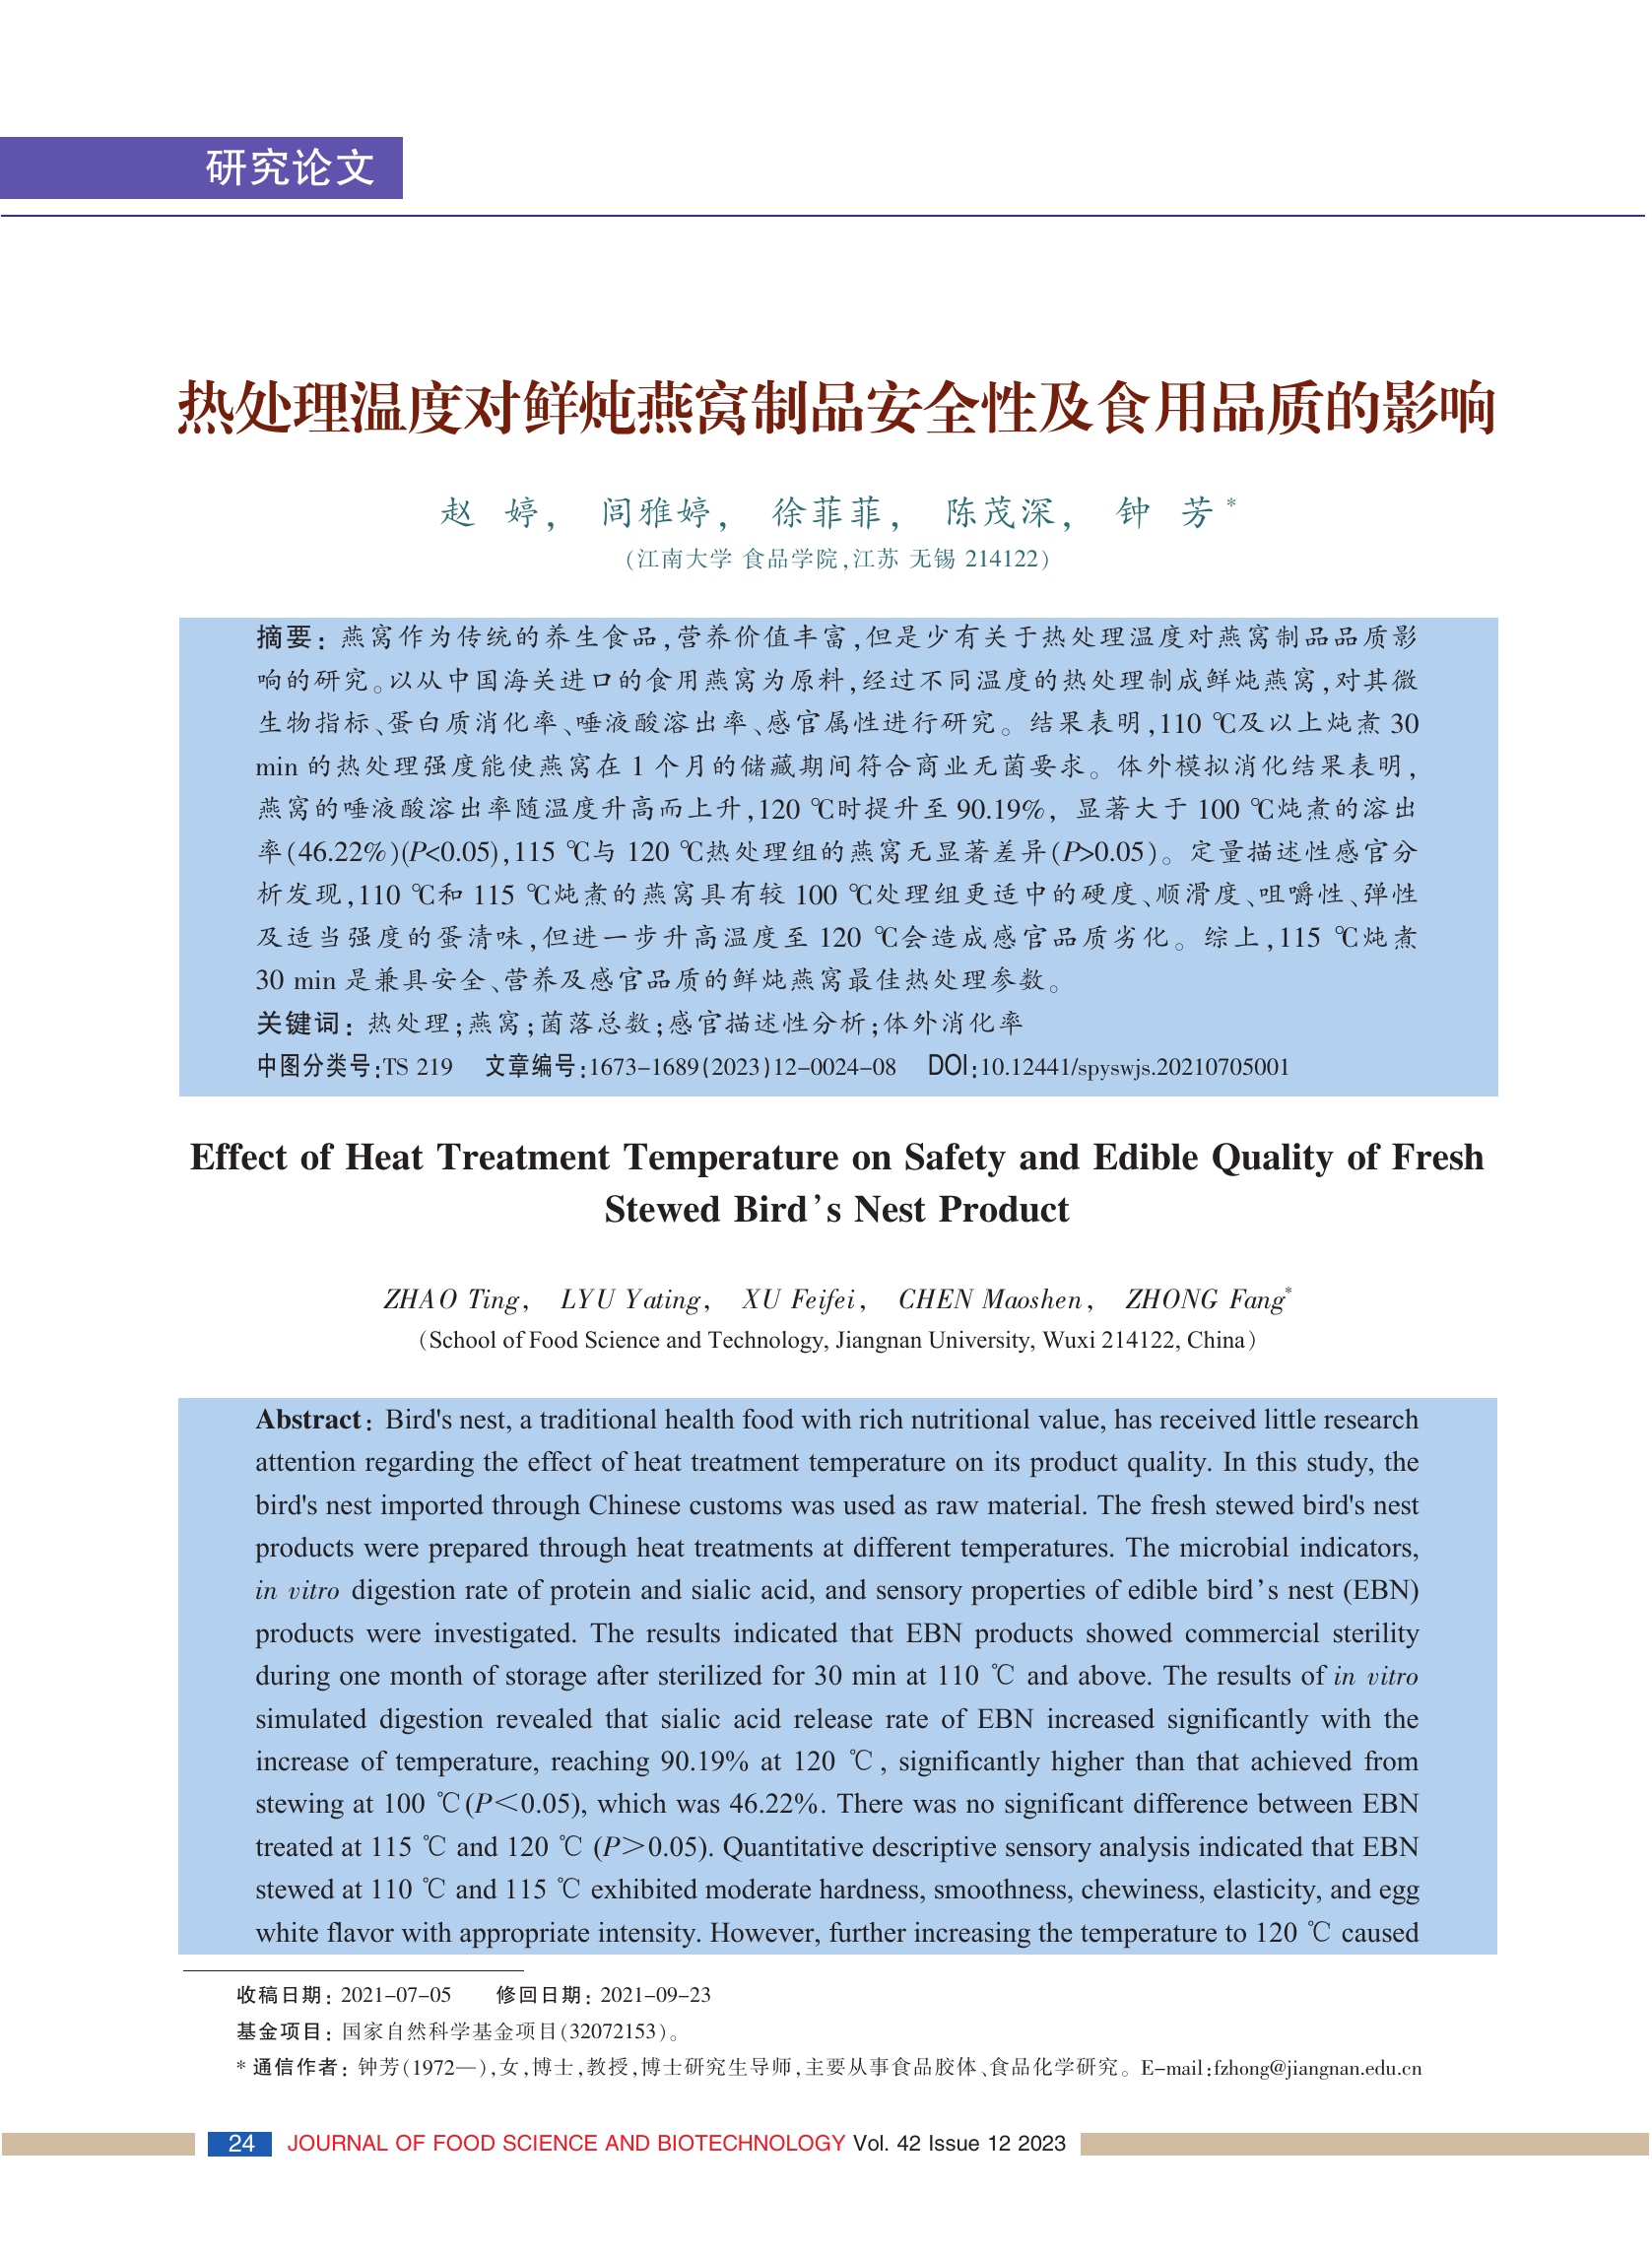 研究论文
热处理温度对鲜炖燕窝制品安全性及食用品质的影响
赵 婷， 闾雅婷， 徐菲菲， 陈茂深， 钟 芳*
(江南大学 食品学院,江苏 无锡 214122)
摘要：燕窝作为传统的养生食品,营养价值丰富,但是少有关于热处理温度对燕窝制品品质影
响的研究。以从中国海关进口的食用燕窝为原料,经过不同温度的热处理制成鲜炖燕窝,对其微
生物指标、蛋白质消化率、唾液酸溶出率、感官属性进行研究。结果表明,110 ℃及以上炖煮 30
min 的热处理强度能使燕窝在 1 个月的储藏期间符合商业无菌要求。体外模拟消化结果表明,
燕窝的唾液酸溶出率随温度升高而上升,120 ℃时提升至 90.19%, 显著大于 100 ℃炖煮的溶出
率(46.22%)(P<0.05),115 ℃与 120 ℃热处理组的燕窝无显著差异(P>0.05)。定量描述性感官分
析发现,110 ℃和 115 ℃炖煮的燕窝具有较 100 ℃处理组更适中的硬度、顺滑度、咀嚼性、弹性
及适当强度的蛋清味,但进一步升高温度至 120 ℃会造成感官品质劣化。综上,115 ℃炖煮
30 min 是兼具安全、营养及感官品质的鲜炖燕窝最佳热处理参数。
关键词：热处理;燕窝;菌落总数;感官描述性分析;体外消化率
中图分类号:TS 219 文章编号:1673-1689(2023)12-0024-08 DOI:10.12441/spyswjs.20210705001
Effect of Heat Treatment Temperature on Safety and Edible Quality of Fresh
Stewed Bird's Nest Product
ZHAO Ting, LYU Yating, XU Feifei, CHEN Maoshen, ZHONG Fang*
(School of Food Science and Technology, Jiangnan University, Wuxi 214122, China)
Abstract: Bird's nest, a traditional health food with rich nutritional value, has received little research
attention regarding the effect of heat treatment temperature on its product quality. In this study, the
bird's nest imported through Chinese customs was used as raw material. The fresh stewed bird's nest
products were prepared through heat treatments at different temperatures. The microbial indicators,
in vitro digestion rate of protein and sialic acid, and sensory properties of edible bird's nest (EBN)
products were investigated. The results indicated that EBN products showed commercial sterility
during one month of storage after sterilized for 30 min at 110 ℃ and above. The results of in vitro
simulated digestion revealed that sialic acid release rate of EBN increased significantly with the
increase of temperature, reaching 90.19% at 120 ℃, significantly higher than that achieved from
stewing at 100 ℃(P＜0.05), which was 46.22%. There was no significant difference between EBN
treated at 115 ℃ and 120 ℃ (P＞0.05). Quantitative descriptive sensory analysis indicated that EBN
stewed at 110 ℃ and 115 ℃ exhibited moderate hardness, smoothness, chewiness, elasticity, and egg
white flavor with appropriate intensity. However, further increasing the temperature to 120 ℃ caused
收稿日期：2021-07-05 修回日期：2021-09-23
基金项目：国家自然科学基金项目(32072153)。
* 通信作者：钟芳(1972—),女,博士,教授,博士研究生导师,主要从事食品胶体、食品化学研究。E-mail:fzhong@jiangnan.edu.cn
24 JOURNAL OF FOOD SCIENCE AND BIOTECHNOLOGY Vol. 42 Issue 12 2023